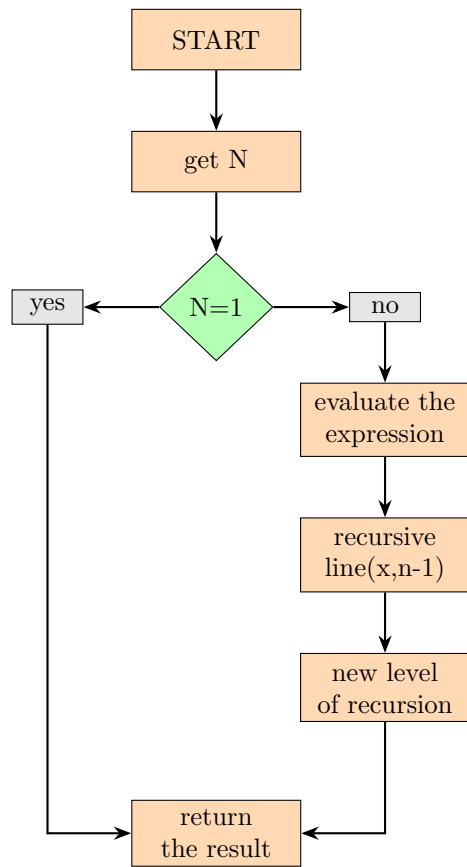 START
get N
yes
N=1
no
evaluate the
expression
recursive
line(x,n-1)
new level
of recursion
return
the result